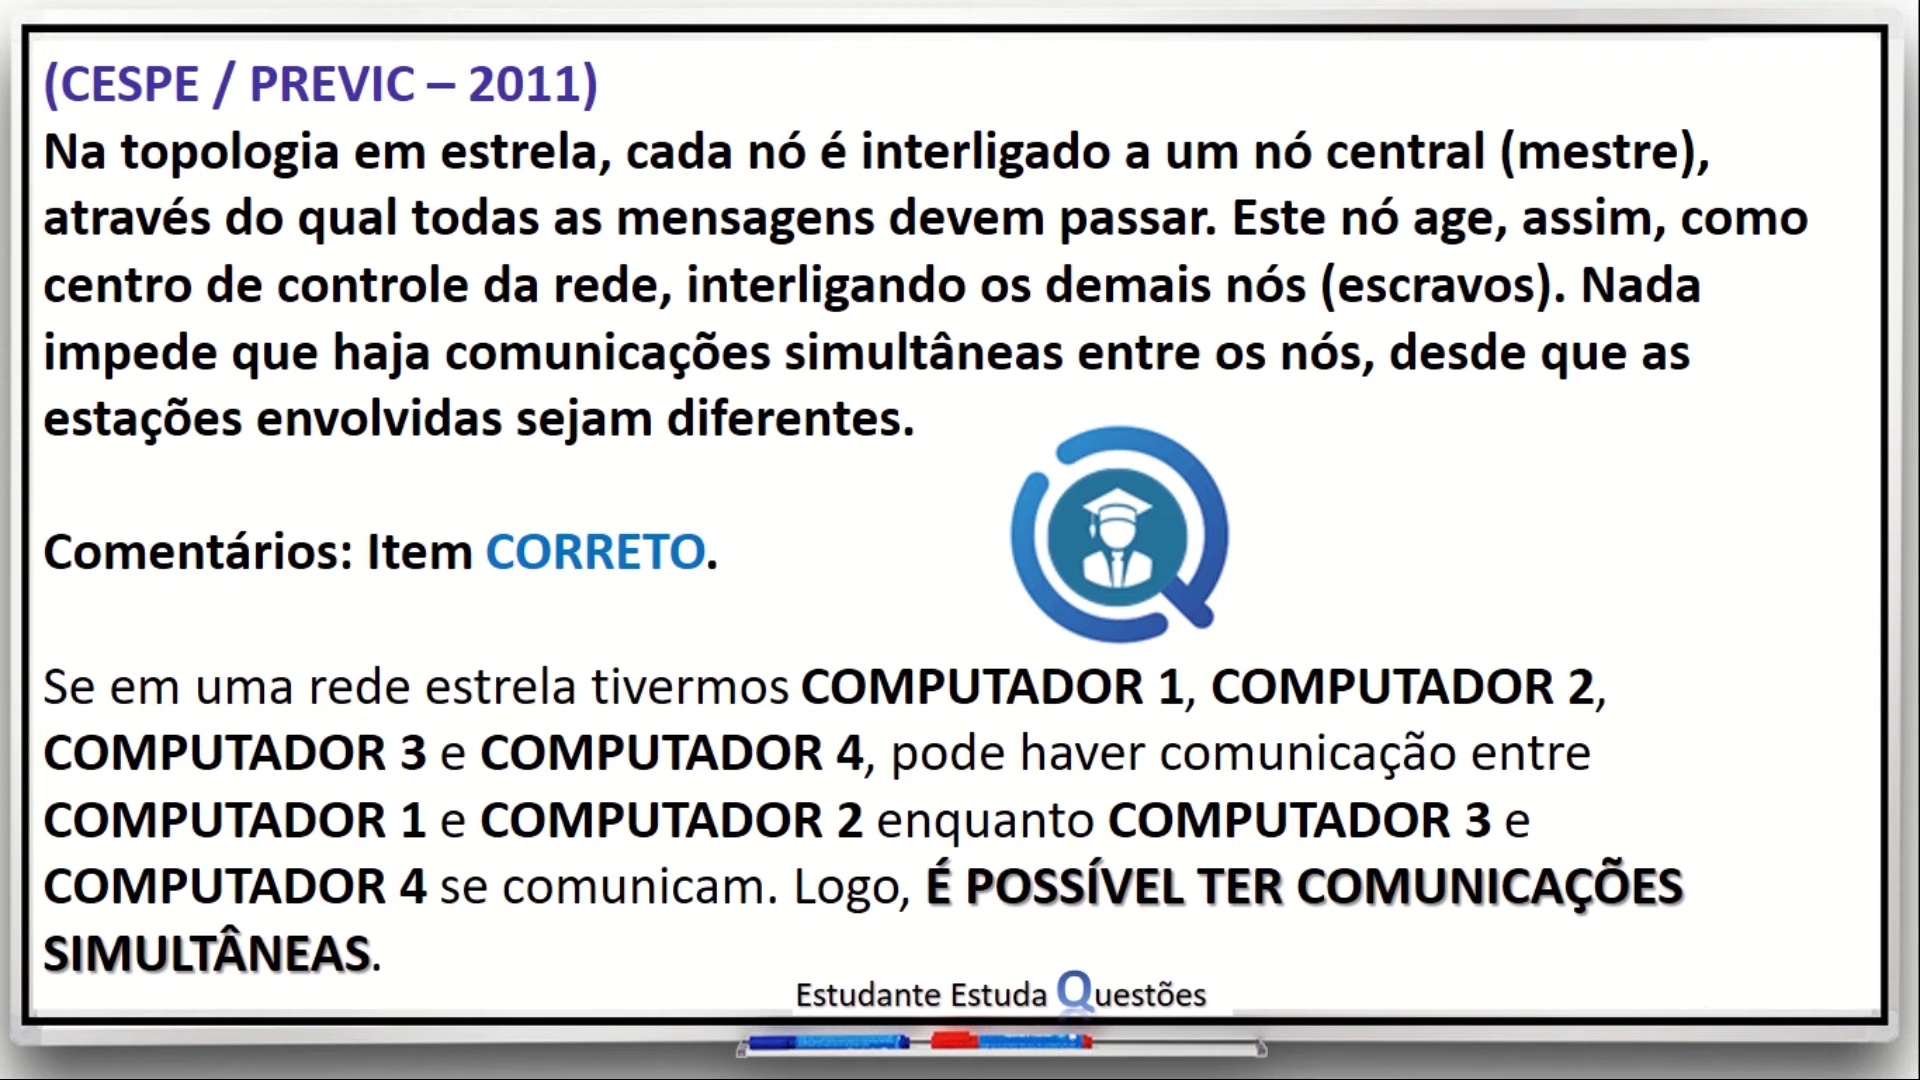 (CESPE / PREVIC – 2011)
Na topologia em estrela, cada nó é interligado a um nó central (mestre),
através do qual todas as mensagens devem passar. Este nó age, assim, como
centro de controle da rede, interligando os demais nós (escravos). Nada
impede que haja comunicações simultâneas entre os nós, desde que as
estações envolvidas sejam diferentes.
Comentários: Item CORRETO.
Se em uma rede estrela tivermos COMPUTADOR 1, COMPUTADOR 2,
COMPUTADOR 3 e COMPUTADOR 4, pode haver comunicação entre
COMPUTADOR 1 e COMPUTADOR 2 enquanto COMPUTADOR 3 e
COMPUTADOR 4 se comunicam. Logo, É POSSÍVEL TER COMUNICAÇÕES
SIMULTÂNEAS.
Estudante Estuda Questões